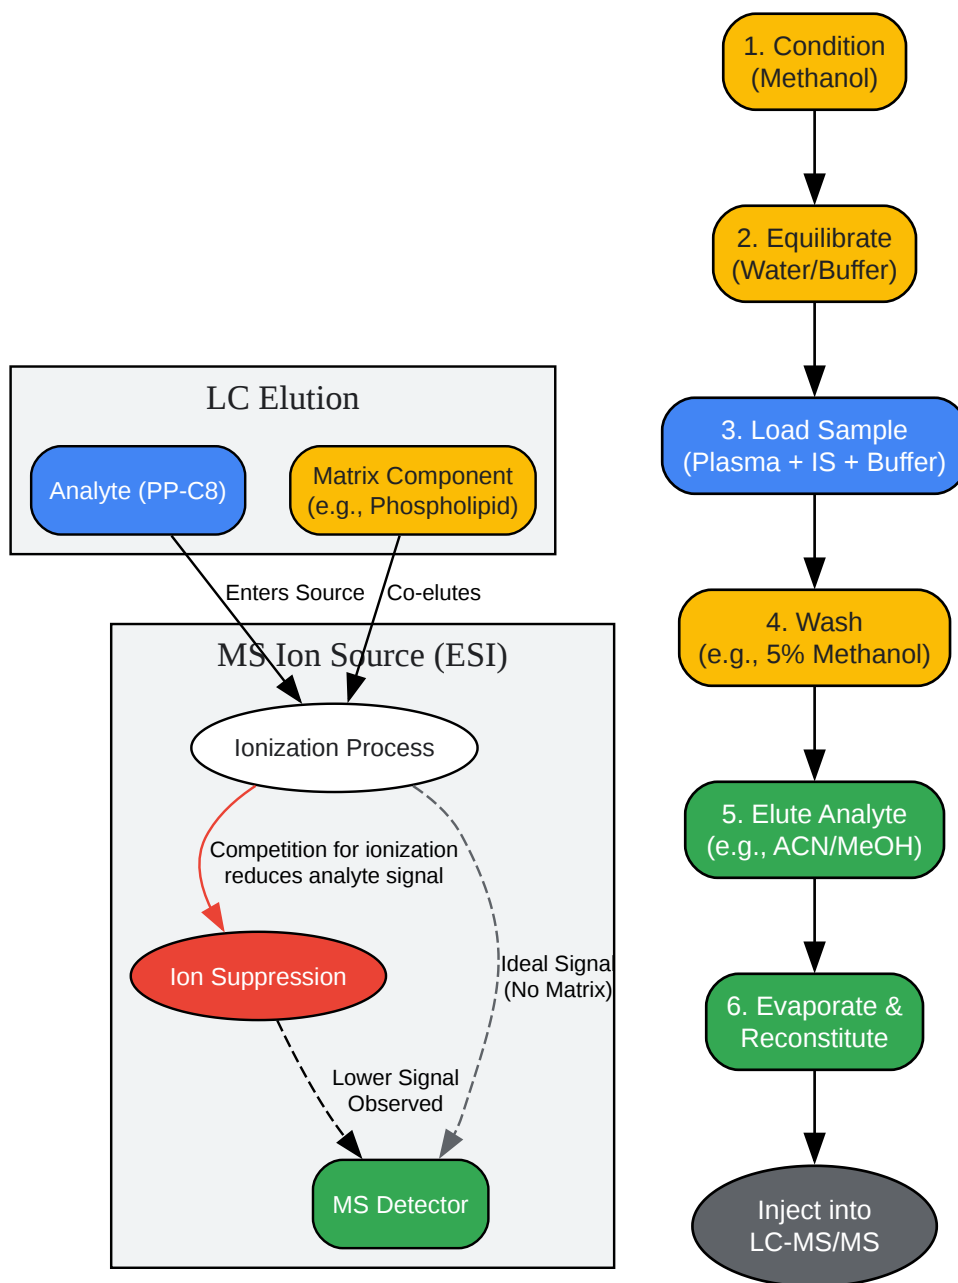 LC Elution
Analyte (PP-C8)
Matrix Component
(e.g., Phospholipid)
Enters Source
Co-elutes
MS Ion Source (ESI)
Ionization Process
Competition for ionization
reduces analyte signal
Ion Suppression
Ideal Signal
(No Matrix)
Lower Signal
Observed
MS Detector
1. Condition
(Methanol)
2. Equilibrate
(Water/Buffer)
3. Load Sample
(Plasma + IS + Buffer)
4. Wash
(e.g., 5% Methanol)
5. Elute Analyte
(e.g., ACN/MeOH)
6. Evaporate &
Reconstitute
Inject into
LC-MS/MS